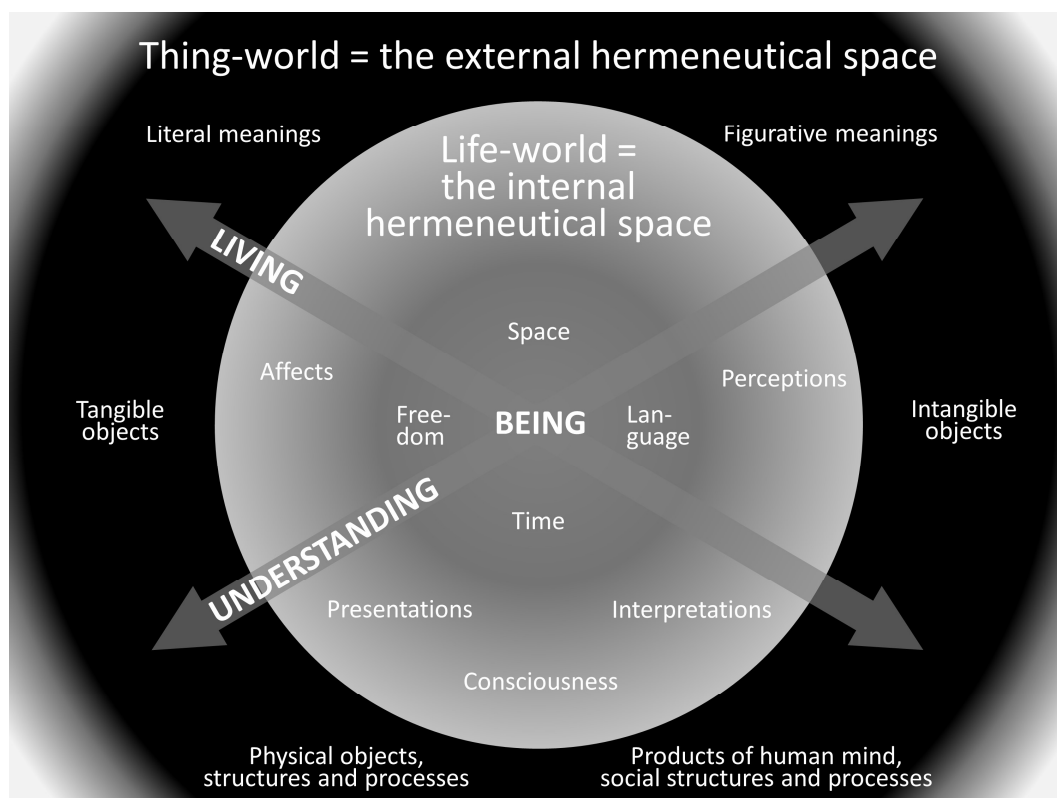 Thing-world = the external hermeneutical space
Literal meanings
Figurative meanings
Life-world =
the internal
hermeneutical space
LIVING
Space
Affects
Perceptions
Tangible
objects
Free-
dom
BEING
Lan-
guage
Intangible
objects
Time
UNDERSTANDING
Presentations
Interpretations
Consciousness
Physical objects,
structures and processes
Products of human mind,
social structures and processes